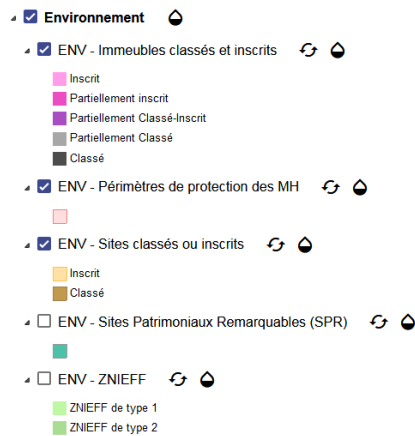 Environnement
ENV - Immeubles classés et inscrits
Inscrit
Partiellement inscrit
Partiellement Classé-Inscrit
Partiellement Classé
Classé
ENV - Périmètres de protection des MH
ENV - Sites classés ou inscrits
Inscrit
Classé
ENV - Sites Patrimoniaux Remarquables (SPR)
ENV - ZNIEFF
ZNIEFF de type 1
ZNIEFF de type 2